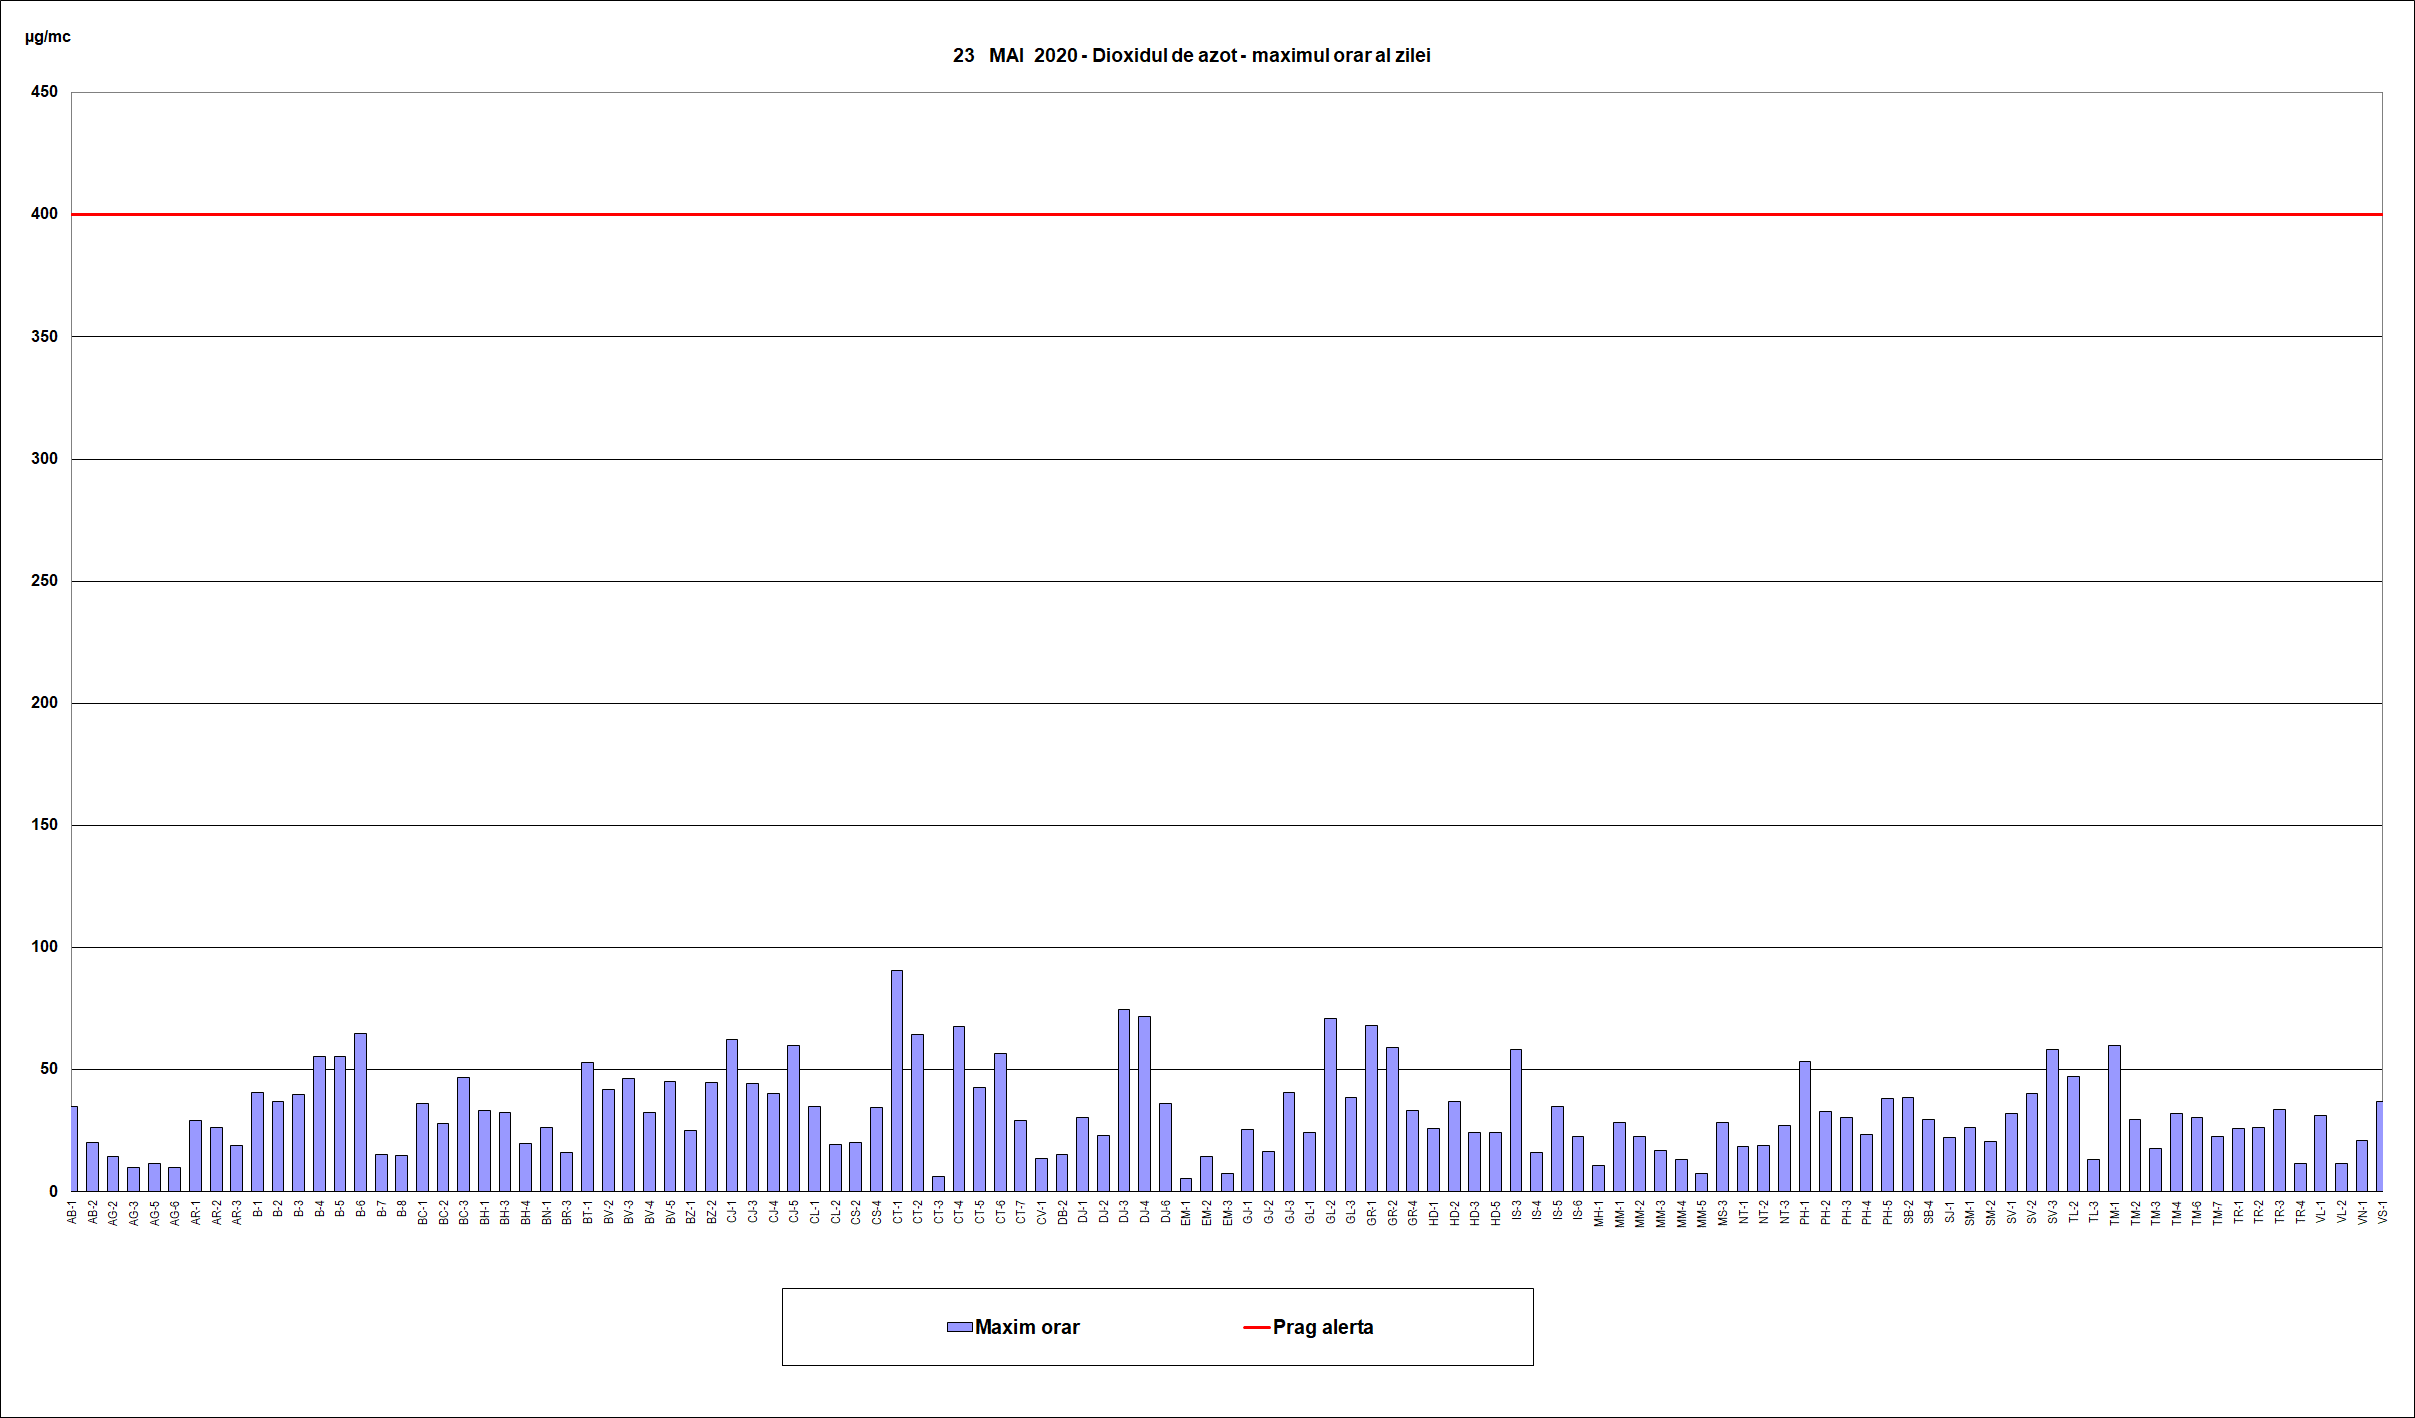 µg/mc
23 MAI 2020 - Dioxidul de azot - maximul orar al zilei
450
400
350
300
250
200
150
100
50
0
AB-1
AB-2
AG-2
AG-3
AG-5
AG-6
AR-1
AR-2
AR-3
B-1
B-2
B-3
B-4
B-5
B-6
B-7
B-8
BC-1
BC-2
BC-3
BH-1
BH-3
BH-4
BN-1
BR-3
BT-1
BV-2
BV-3
BV-4
BV-5
BZ-1
BZ-2
CJ-1
CJ-3
CJ-4
CJ-5
CL-1
CL-2
CS-2
CS-4
CT-1
CT-2
CT-3
CT-4
CT-5
CT-6
CT-7
CV-1
DB-2
DJ-1
DJ-2
DJ-3
DJ-4
DJ-6
EM-1
EM-2
EM-3
GJ-1
GJ-2
GJ-3
GL-1
GL-2
GL-3
GR-1
GR-2
GR-4
HD-1
HD-2
HD-3
HD-5
IS-3
IS-4
IS-5
IS-6
MH-1
MM-1
MM-2
MM-3
MM-4
MM-5
MS-3
NT-1
NT-2
NT-3
PH-1
PH-2
PH-3
PH-4
PH-5
SB-2
SB-4
SJ-1
SM-1
SM-2
SV-1
SV-2
SV-3
TL-2
TL-3
TM-1
TM-2
TM-3
TM-4
TM-6
TM-7
TR-1
TR-2
TR-3
TR-4
VL-1
VL-2
VN-1
VS-1
Maxim orar
Prag alerta